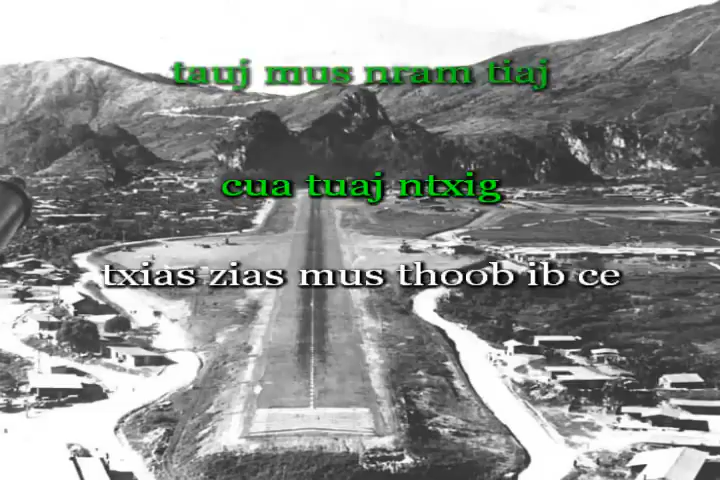 tauj mus nram tiaj
cua tuaj ntxig
txias zias mus thoob ib ce